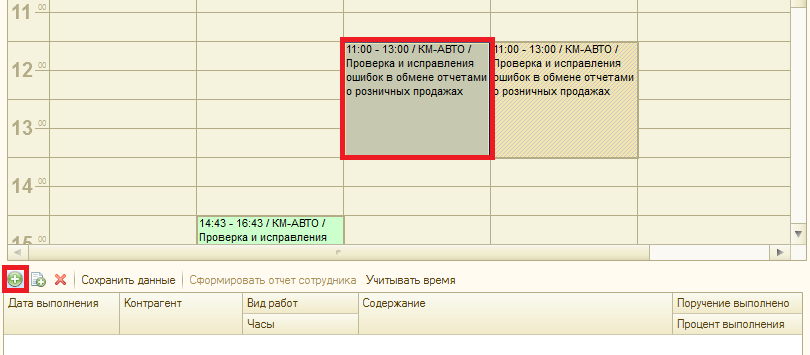 11 00
11:00 - 13:00 / КМ-АВТО /
Проверка и исправления
ошибок в обмене отчетами
о розничных продажах
11:00 - 13:00 / КМ-АВТО /
Проверка и исправления
ошибок в обмене отчетами
о розничных продажах
12 00
13 00
14 00
14:43 - 16:43 / КМ-АВТО /
Проверка и исправления
15 00
Сохранить данные Сформировать отчет сотрудника Учитывать время
Дата выполнения Контрагент Вид работ Содержание Поручение выполнено
Часы Процент выполнения